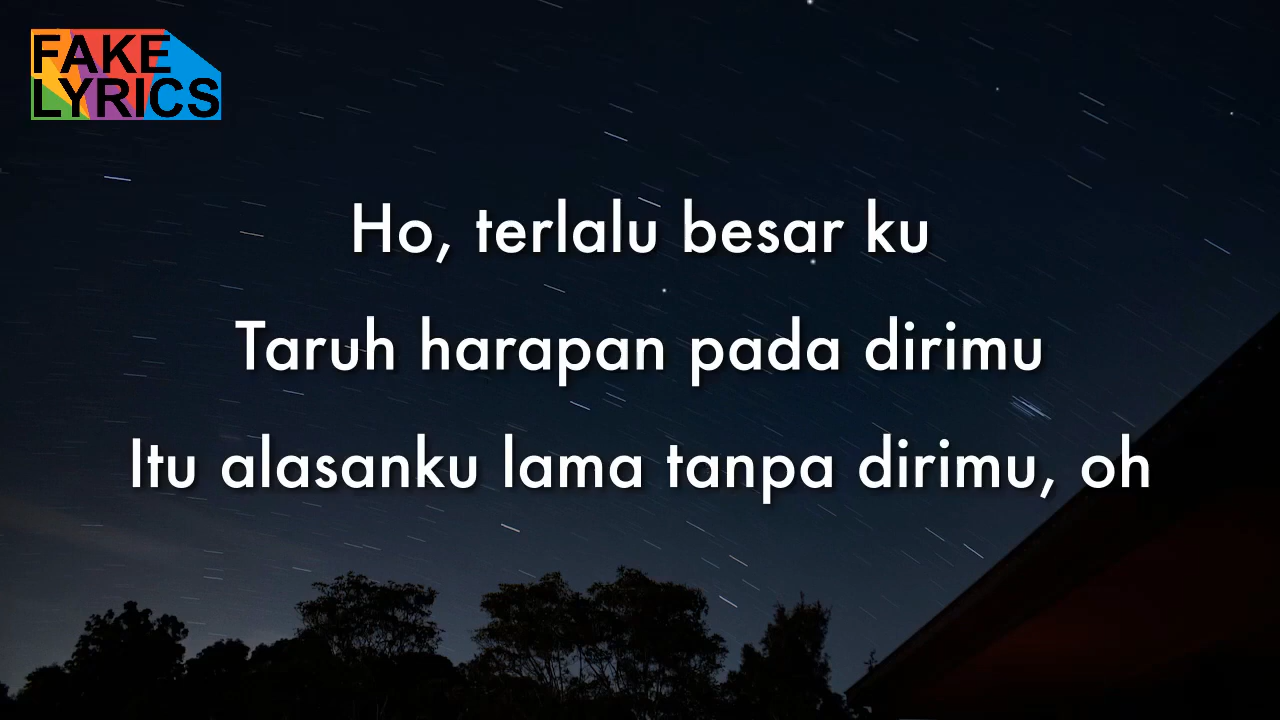 FAKE
LYRICS
Ho, terlalu besar ku
Taruh harapan pada dirimu
Itu alasanku lama tanpa dirimu, oh